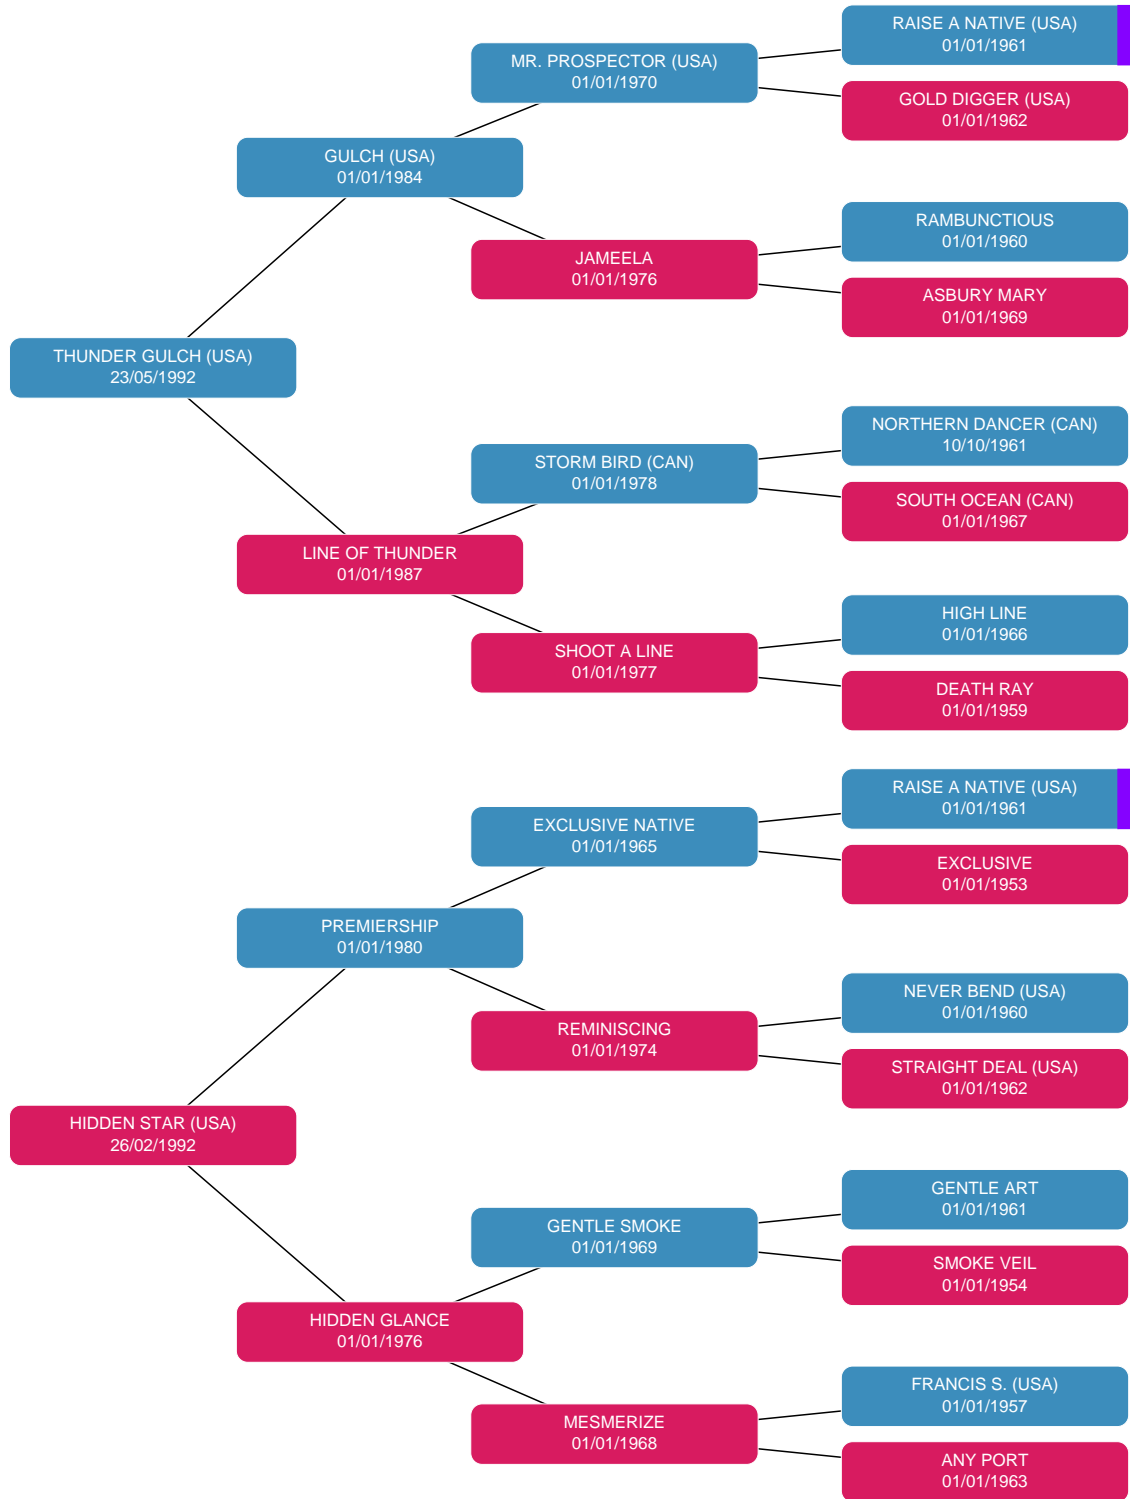 RAISE A NATIVE (USA)
01/01/1961
MR. PROSPECTOR (USA)
01/01/1970
GOLD DIGGER (USA)
01/01/1962
GULCH (USA)
01/01/1984
RAMBUNCTIOUS
01/01/1960
JAMEELA
01/01/1976
ASBURY MARY
01/01/1969
THUNDER GULCH (USA)
23/05/1992
NORTHERN DANCER (CAN)
10/10/1961
STORM BIRD (CAN)
01/01/1978
SOUTH OCEAN (CAN)
01/01/1967
LINE OF THUNDER
01/01/1987
HIGH LINE
01/01/1966
SHOOT A LINE
01/01/1977
DEATH RAY
01/01/1959
RAISE A NATIVE (USA)
01/01/1961
EXCLUSIVE NATIVE
01/01/1965
EXCLUSIVE
01/01/1953
PREMIERSHIP
01/01/1980
NEVER BEND (USA)
01/01/1960
REMINISCING
01/01/1974
STRAIGHT DEAL (USA)
01/01/1962
HIDDEN STAR (USA)
26/02/1992
GENTLE ART
01/01/1961
GENTLE SMOKE
01/01/1969
SMOKE VEIL
01/01/1954
HIDDEN GLANCE
01/01/1976
FRANCIS S. (USA)
01/01/1957
MESMERIZE
01/01/1968
ANY PORT
01/01/1963